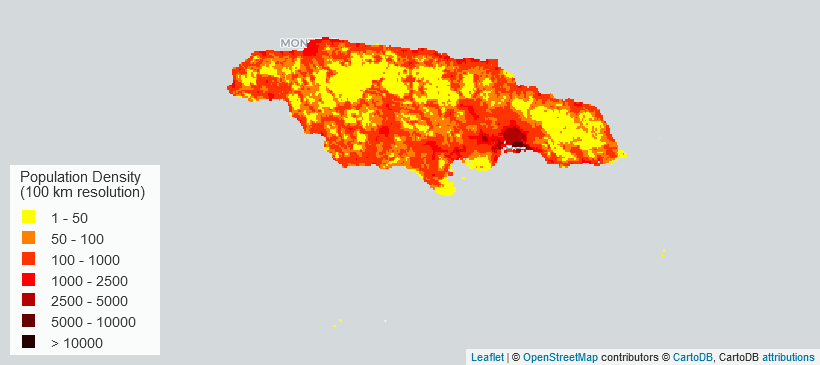 MON
Population Density
(100 km resolution)
1 - 50
50 - 100
100 - 1000
1000 - 2500
2500 - 5000
5000 - 10000
> 10000
Leaflet | © OpenStreetMap contributors © CartoDB, CartoDB attributions